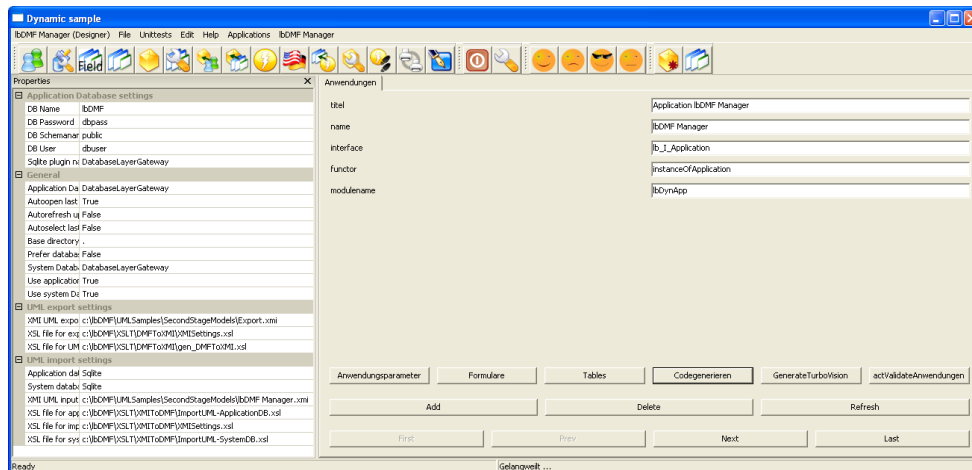 Dynamic sample
lbDMF Manager (Designer) File Unittests Edit Help Applications lbDMF Manager
Field
Properties X
Application Database settings
DB Name lbDMF
DB Password dbpass
DB Schemanar public
DB User dbuser
Sqlite plugin na DatabaseLayerGateway
General
Application Da DatabaseLayerGateway
Autoopen last True
Autorefresh up False
Autoselect last False
Base directory .
Prefer databas False
System Databa DatabaseLayerGateway
Use application True
Use system Da True
UML export settings
XMI UML expo c:\lbDMF\UMLSamples\SecondStageModels\Export.xmi
XSL file for exp c:\lbDMF\XSLT\DMFToXMI\XMISettings.xsl
XSL file for UM c:\lbDMF\XSLT\DMFToXMI\gen_DMFToXMI.xsl
UML import settings
Application dat Sqlite
System databa Sqlite
XMI UML input c:\lbDMF\UMLSamples\SecondStageModels\lbDMF Manager.xmi
XSL file for app c:\lbDMF\XSLT\XMIToDMF\ImportUML-ApplicationDB.xsl
XSL file for imp c:\lbDMF\XSLT\XMIToDMF\XMISettings.xsl
XSL file for sys c:\lbDMF\XSLT\XMIToDMF\ImportUML-SystemDB.xsl
Anwendungen
titel Application lbDMF Manager
name lbDMF Manager
interface lb_I_Application
functor instanceOfApplication
modulename lbDynApp
Anwendungsparameter Formulare Tables Codegenerieren GenerateTurboVision actValidateAnwendungen
Add Delete Refresh
First Prev Next Last
Ready Gelangweilt ...